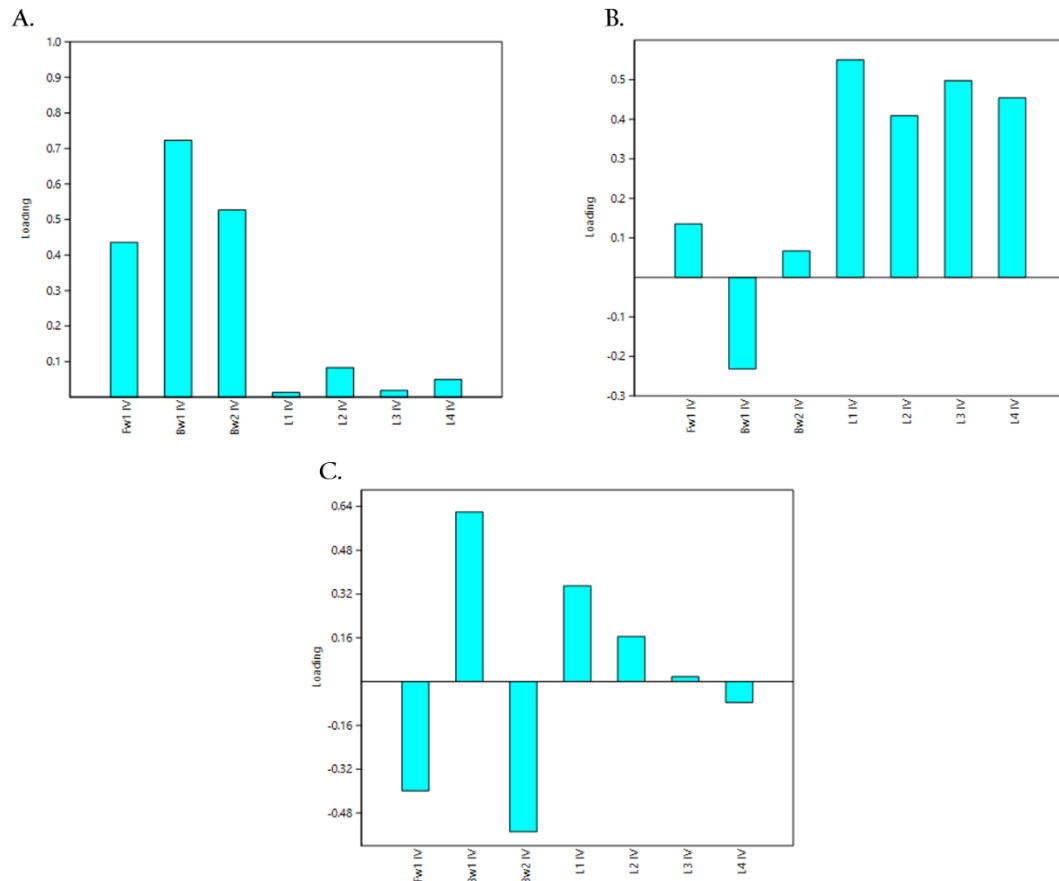 A.
1.0
0.9
0.8
0.7
0.6
0.5
0.4
0.3
0.2
0.1
Loading
Fw1 IV
Bw1 IV
Bw2 IV
L1 IV
L2 IV
L3 IV
L4 IV
B.
0.5
0.4
0.3
0.2
0.1
-0.1
-0.2
-0.3
Loading
Fw1 IV
Bw1 IV
Bw2 IV
L1 IV
L2 IV
L3 IV
L4 IV
C.
0.64
0.48
0.32
0.16
-0.16
-0.32
-0.48
Loading
Fw1 IV
Bw1 IV
Bw2 IV
L1 IV
L2 IV
L3 IV
L4 IV